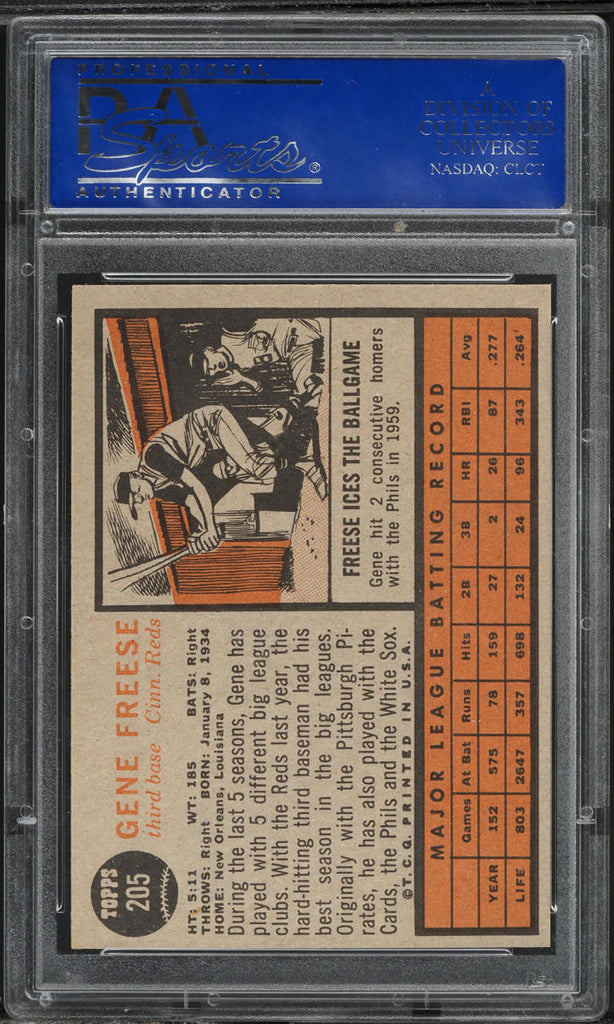 PROFESSIONAL
PSA
Sports®
AUTHENTICATOR
A
DIVISION OF
COLLECTORS
UNIVERSE
NASDAQ: CLCT
TOPPS
205
GENE FREESE
third base Cinn. Reds
HT: 5:11 WT: 185 BATS: Right
THROWS: Right BORN: January 8, 1934
HOME: New Orleans, Louisiana
During the last 5 seasons, Gene has
played with 5 different big league
clubs. With the Reds last year, the
hard-hitting third baseman had his
best season in the big leagues.
Originally with the Pittsburgh Pi-
rates, he has also played with the
Cards, the Phils and the White Sox.
©T.C.G. PRINTED IN U.S.A.
FREESE ICES THE BALLGAME
Gene hit 2 consecutive homers
with the Phils in 1959.
MAJOR LEAGUE BATTING RECORD
Games At Bat Runs Hits 2B 3B HR RBI Avg
YEAR 152 575 78 159 27 2 26 87 .277
LIFE 803 2647 357 698 132 24 96 343 .264